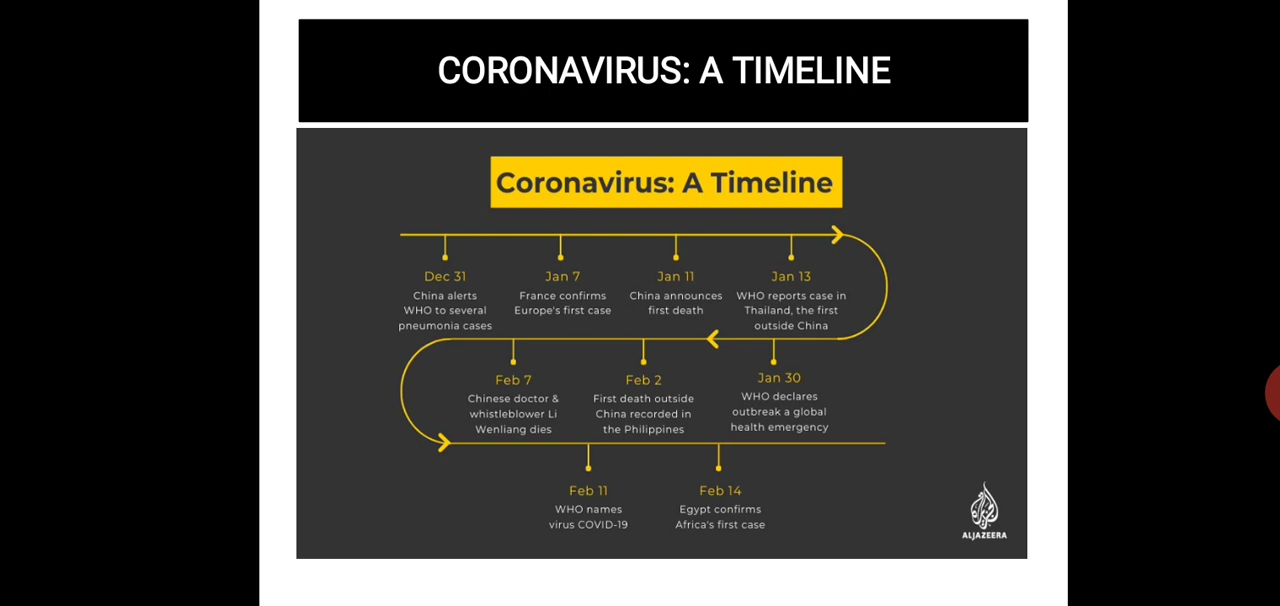 CORONAVIRUS: A TIMELINE
Coronavirus: A Timeline
Dec 31
China alerts
WHO to several
pneumonia cases
Jan 7
France confirms
Europe's first case
Jan 11
China announces
first death
Jan 13
WHO reports case in
Thailand, the first
outside China
Jan 30
WHO declares
outbreak a global
health emergency
Feb 2
First death outside
China recorded in
the Philippines
Feb 7
Chinese doctor &
whistleblower Li
Wenliang dies
Feb 11
WHO names
virus COVID-19
Feb 14
Egypt confirms
Africa's first case
ALJAZEERA